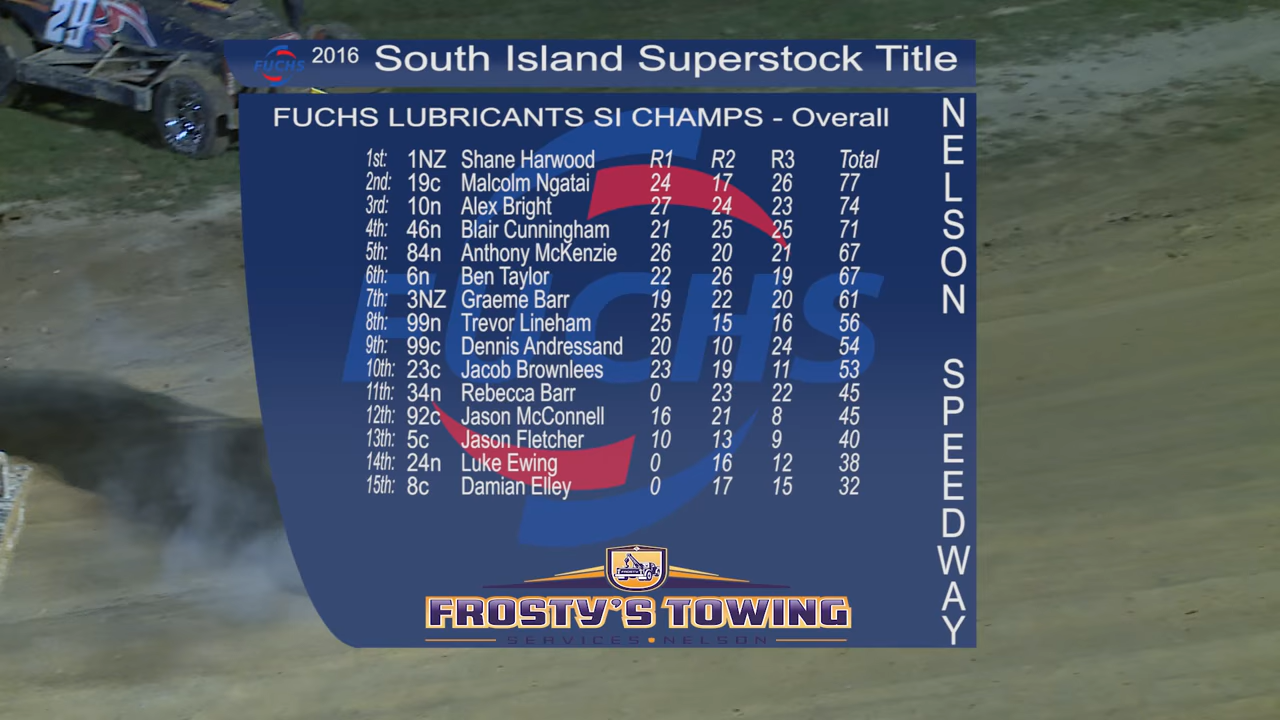 29
FUCHS 2016 South Island Superstock Title
FUCHS LUBRICANTS SI CHAMPS - Overall
1st: 1NZ Shane Harwood R1 R2 R3 Total
2nd: 19c Malcolm Ngatai 24 17 26 77
3rd: 10n Alex Bright 27 24 23 74
4th: 46n Blair Cunningham 21 25 25 71
5th: 84n Anthony McKenzie 26 20 21 67
6th: 6n Ben Taylor 22 26 19 67
7th: 3NZ Graeme Barr 19 22 20 61
8th: 99n Trevor Lineham 25 15 16 56
9th: 99c Dennis Andressand 20 10 24 54
10th: 23c Jacob Brownlees 23 19 11 53
11th: 34n Rebecca Barr 0 23 22 45
12th: 92c Jason McConnell 16 21 8 45
13th: 5c Jason Fletcher 10 13 9 40
14th: 24n Luke Ewing 0 16 12 38
15th: 8c Damian Elley 0 17 15 32
FUCHS
NELSON SPEEDWAY
FROSTY'S TOWING
SERVICES • NELSON